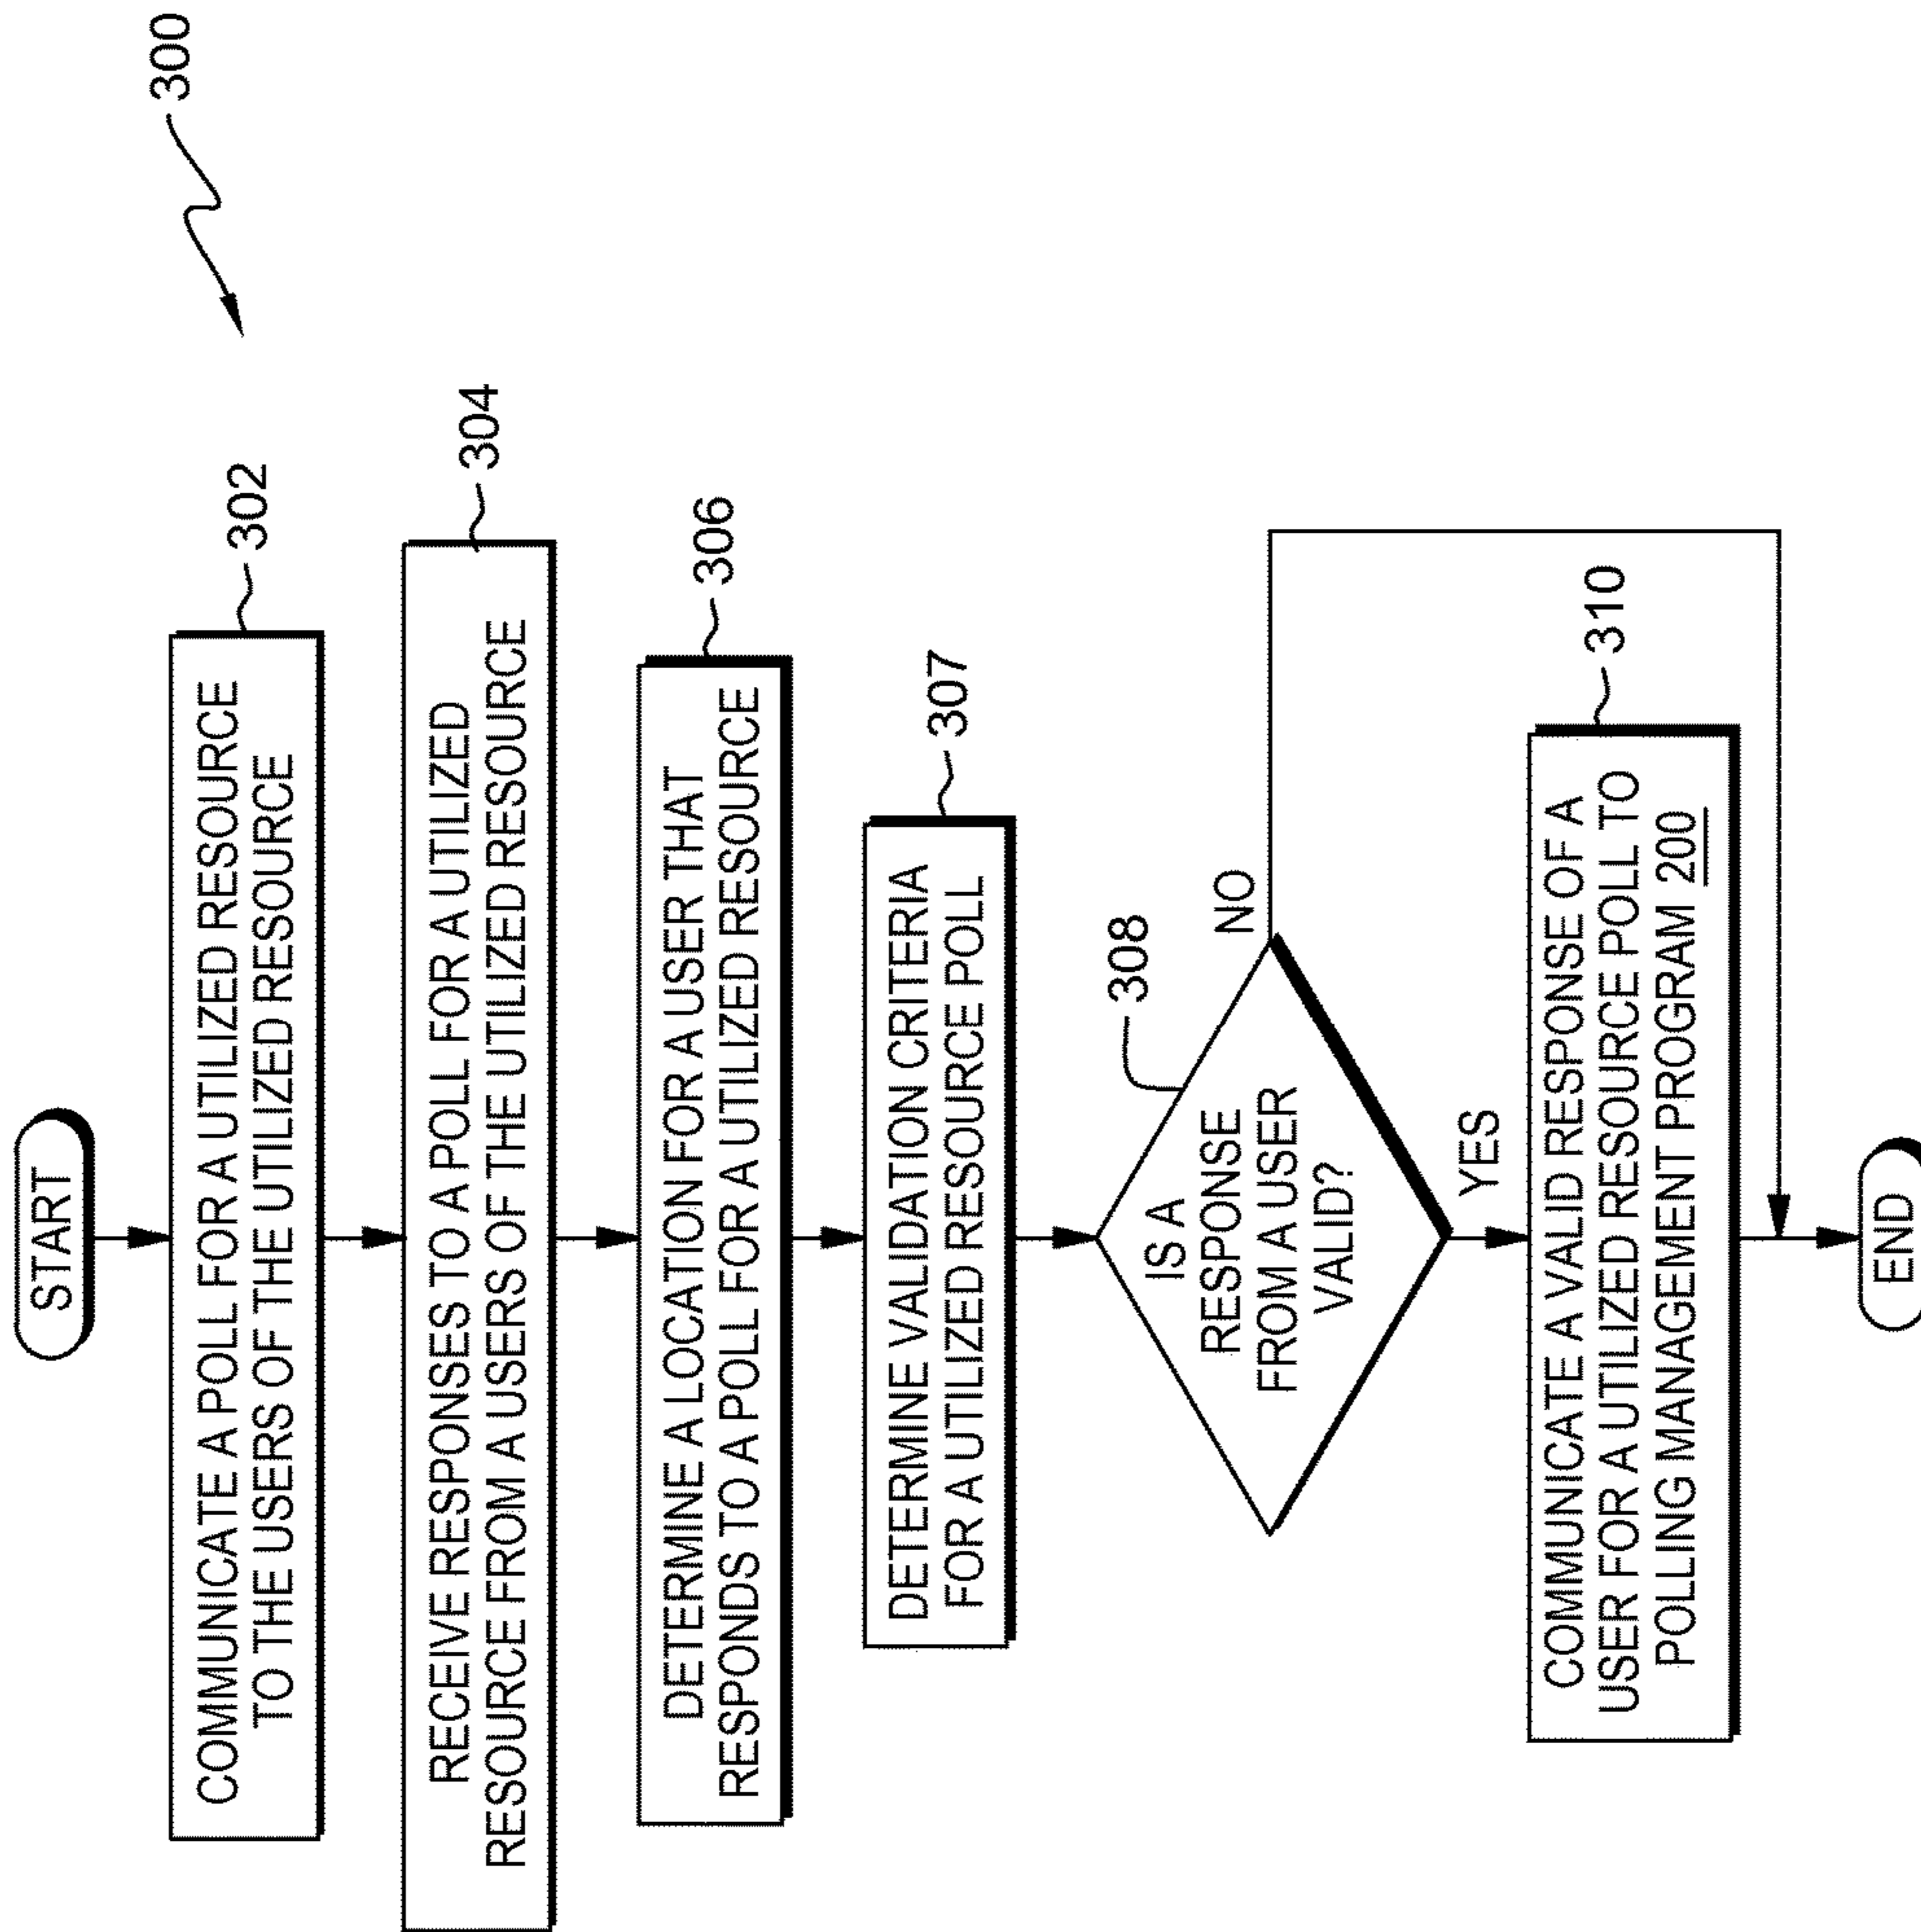 300
START
COMMUNICATE A POLL FOR A UTILIZED RESOURCE
TO THE USERS OF THE UTILIZED RESOURCE
302
RECEIVE RESPONSES TO A POLL FOR A UTILIZED
RESOURCE FROM A USERS OF THE UTILIZED RESOURCE
304
DETERMINE A LOCATION FOR A USER THAT
RESPONDS TO A POLL FOR A UTILIZED RESOURCE
306
DETERMINE VALIDATION CRITERIA
FOR A UTILIZED RESOURCE POLL
307
IS A
RESPONSE
FROM A USER
VALID?
308
NO
YES
COMMUNICATE A VALID RESPONSE OF A
USER FOR A UTILIZED RESOURCE POLL TO
POLLING MANAGEMENT PROGRAM 200
310
END